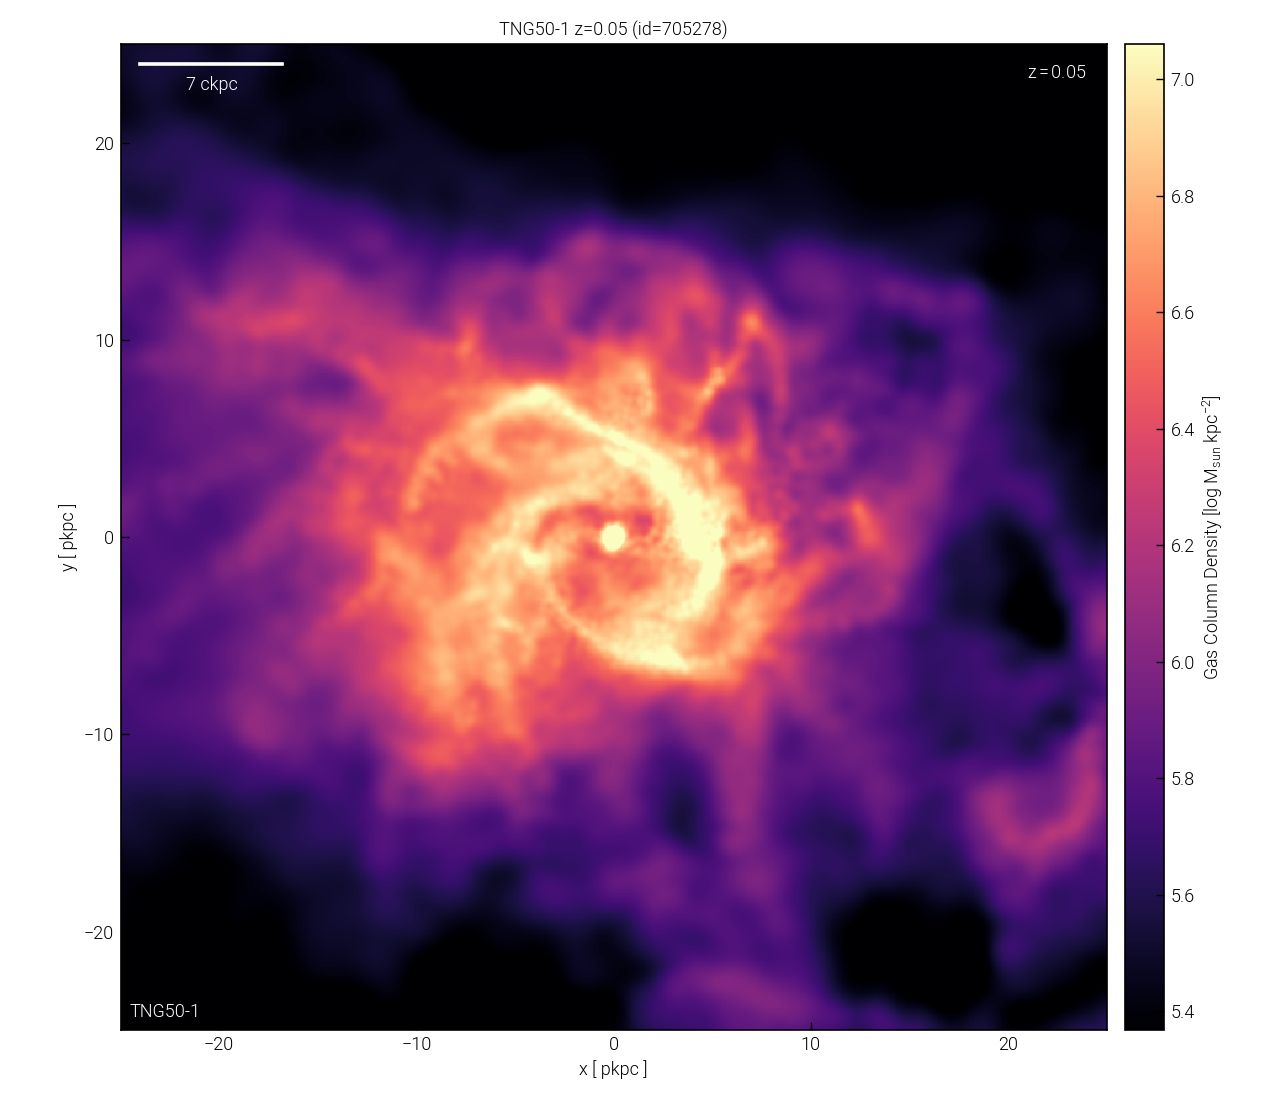 TNG50-1 z=0.05 (id=705278)
7 ckpc
z = 0.05
TNG50-1
20
10
0
−10
−20
y [ pkpc ]
−20
−10
0
10
20
x [ pkpc ]
7.0
6.8
6.6
6.4
6.2
6.0
5.8
5.6
5.4
Gas Column Density [log Msun kpc−2]